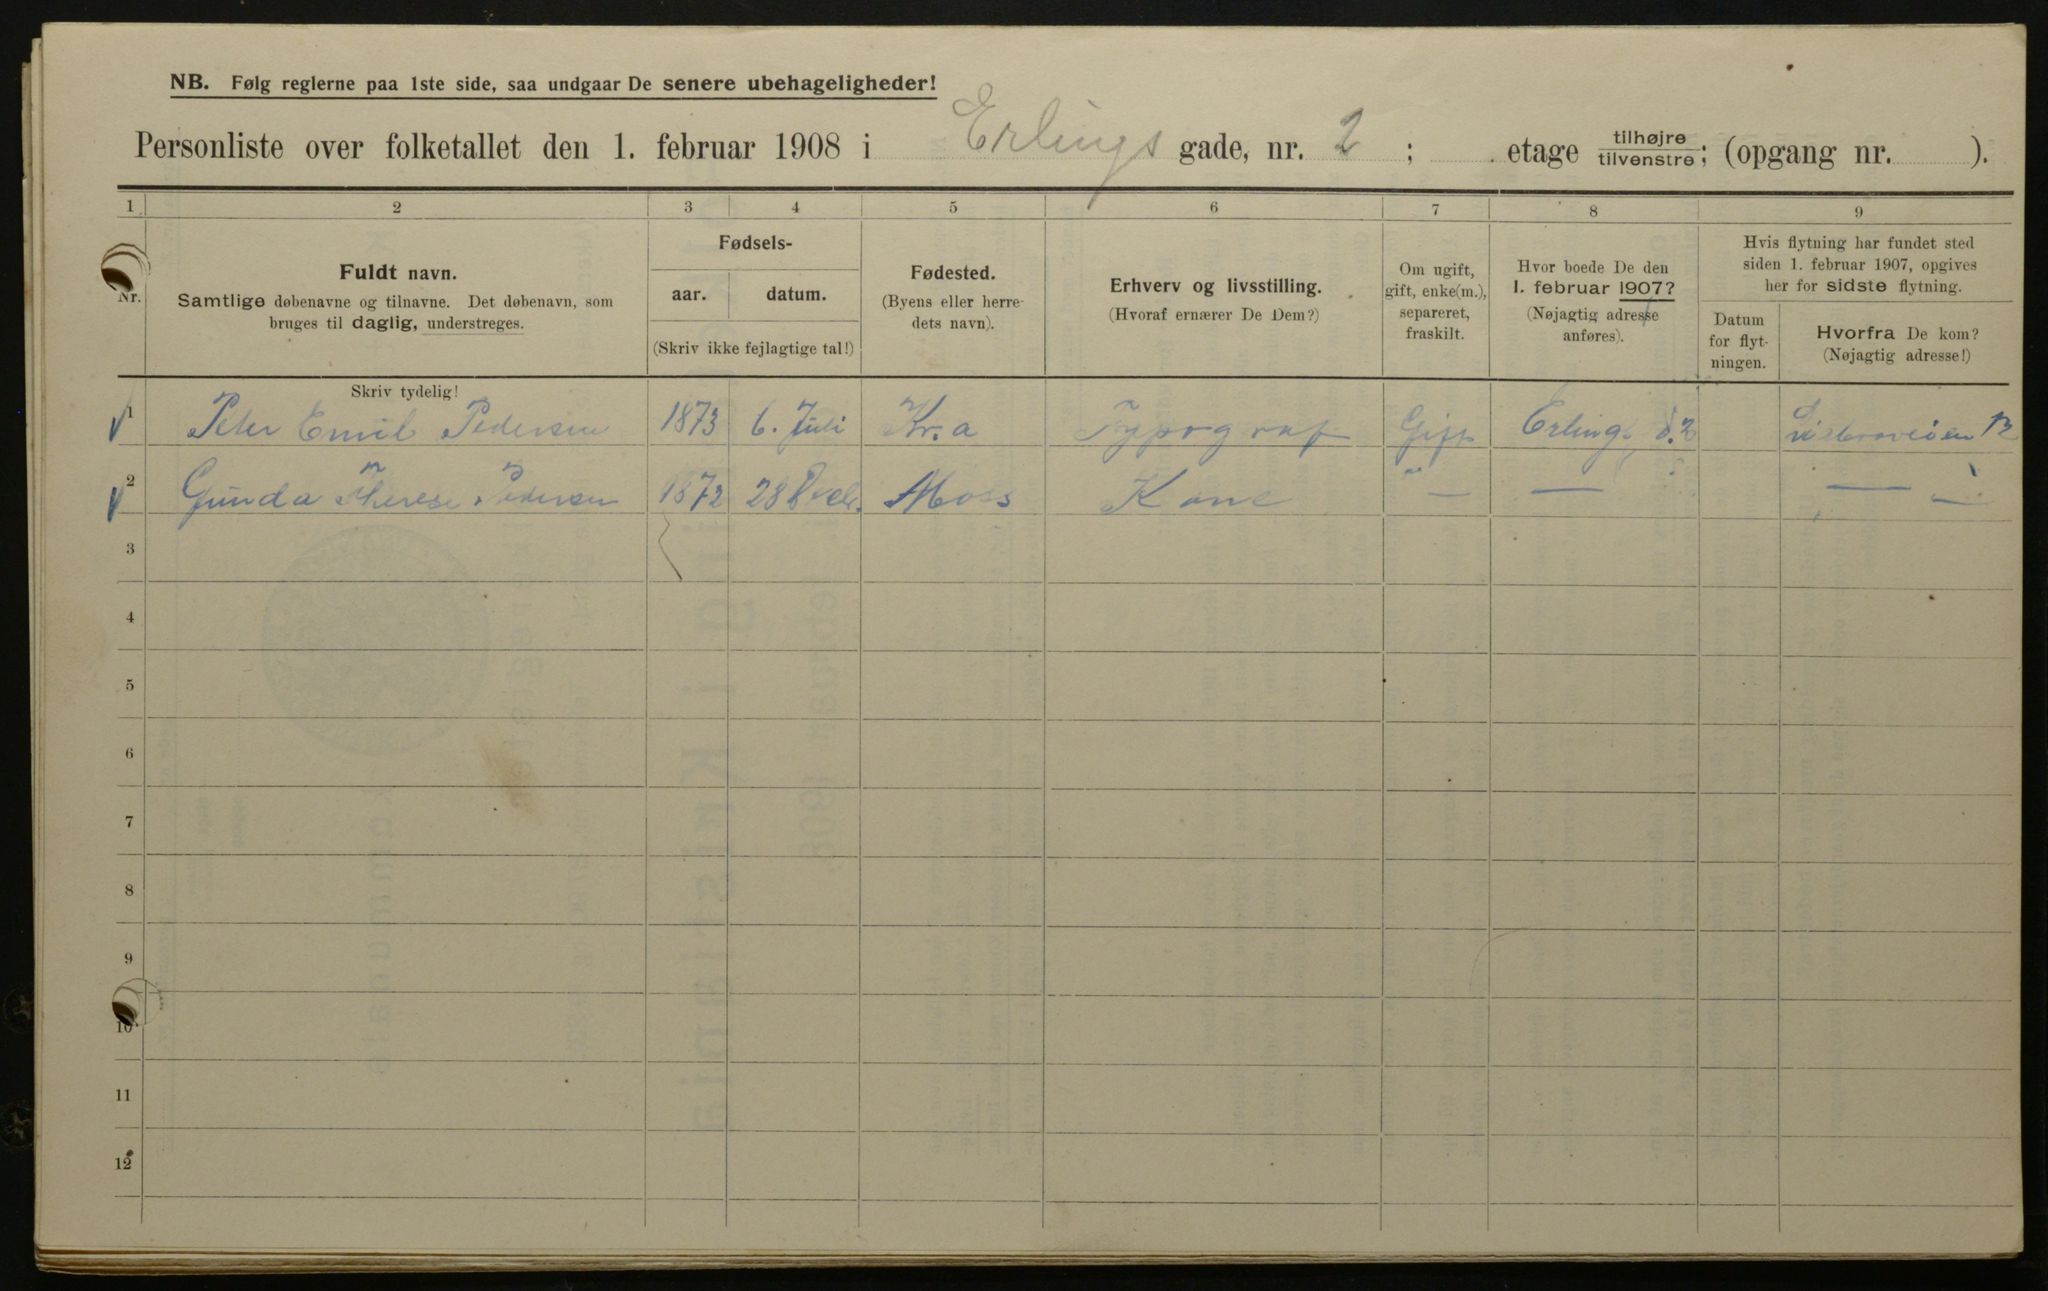 NB. Følg reglerne paa 1ste side, saa undgaar De senere ubehageligheder!
Personliste over folketallet den 1. februar 1908 i Erlings gade, nr. 2 ; etage tilhøjre tilvenstre; (opgang nr. ).
1 2 3 4 5 6 7 8 9
Nr.
Fuldt navn.
Samtlige døbenavne og tilnavne. Det døbenavn, som
bruges til daglig, understreges.
Skriv tydelig!
Fødsels-
aar. datum.
(Skriv ikke fejlagtige tal!)
Fødested.
(Byens eller herre-
dets navn).
Erhverv og livsstilling.
(Hvoraf ernærer De Dem?)
Om ugift,
gift, enke(m.),
separeret,
fraskilt.
Hvor boede De den
1. februar 1907?
(Nøjagtig adresse
anføres).
Hvis flytning har fundet sted
siden 1. februar 1907, opgives
her for sidste flytning.
Datum
for flyt-
ningen.
Hvorfra De kom?
(Nøjagtig adresse!)
1 Peter Emil Pedersen 1873 6. Juli Kr.a Typograf Gift Erling. 2
2 Gunda Therese Pedersen 1872 28 Moss Kone " — — —
3
4
5
6
7
8
9
10
11
12